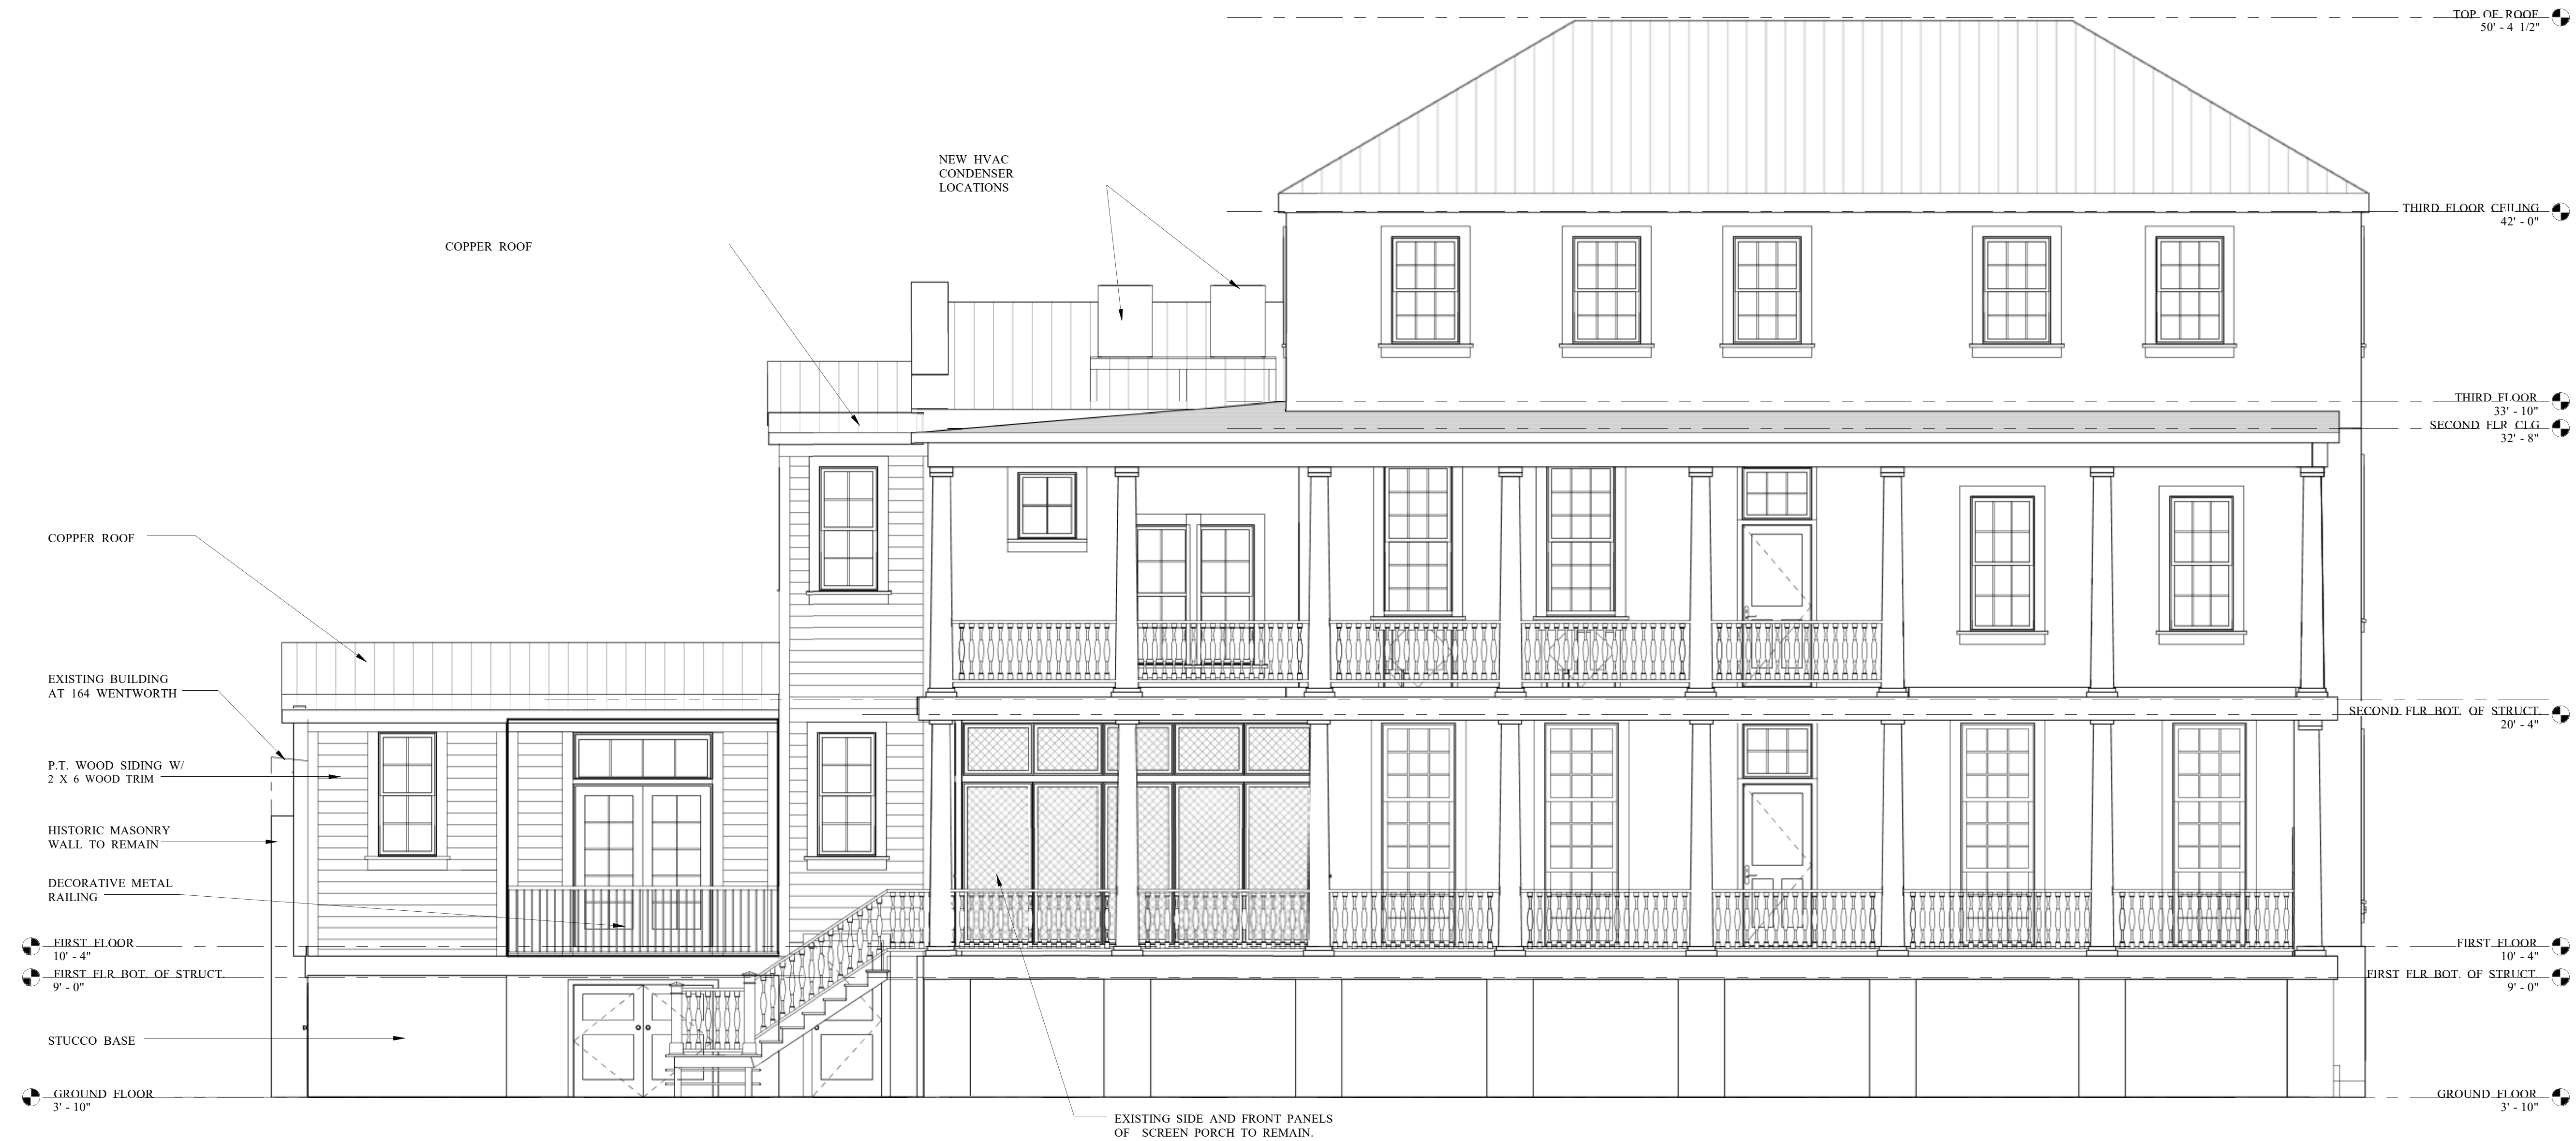 TOP OF ROOF
50' - 4 1/2"
NEW HVAC
CONDENSER
LOCATIONS
THIRD FLOOR CEILING
42' - 0"
COPPER ROOF
THIRD FLOOR
33' - 10"
SECOND FLR CLG
32' - 8"
COPPER ROOF
EXISTING BUILDING
AT 164 WENTWORTH
SECOND FLR BOT. OF STRUCT.
20' - 4"
P.T. WOOD SIDING W/
2 X 6 WOOD TRIM
HISTORIC MASONRY
WALL TO REMAIN
DECORATIVE METAL
RAILING
FIRST FLOOR
10' - 4"
FIRST FLR BOT. OF STRUCT.
9' - 0"
FIRST FLOOR
10' - 4"
FIRST FLR BOT. OF STRUCT.
9' - 0"
STUCCO BASE
GROUND FLOOR
3' - 10"
GROUND FLOOR
3' - 10"
EXISTING SIDE AND FRONT PANELS
OF SCREEN PORCH TO REMAIN.